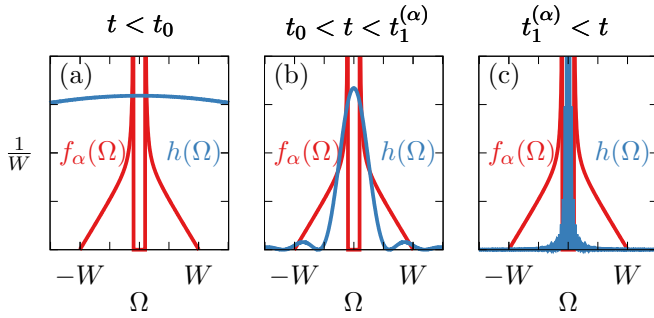 t < t₀
t₀ < t < t₁⁽ᵅ⁾
t₁⁽ᵅ⁾ < t
(a)
(b)
(c)
1/W
fα(Ω) h(Ω)
fα(Ω) h(Ω)
fα(Ω) h(Ω)
−W W
−W W
−W W
Ω
Ω
Ω